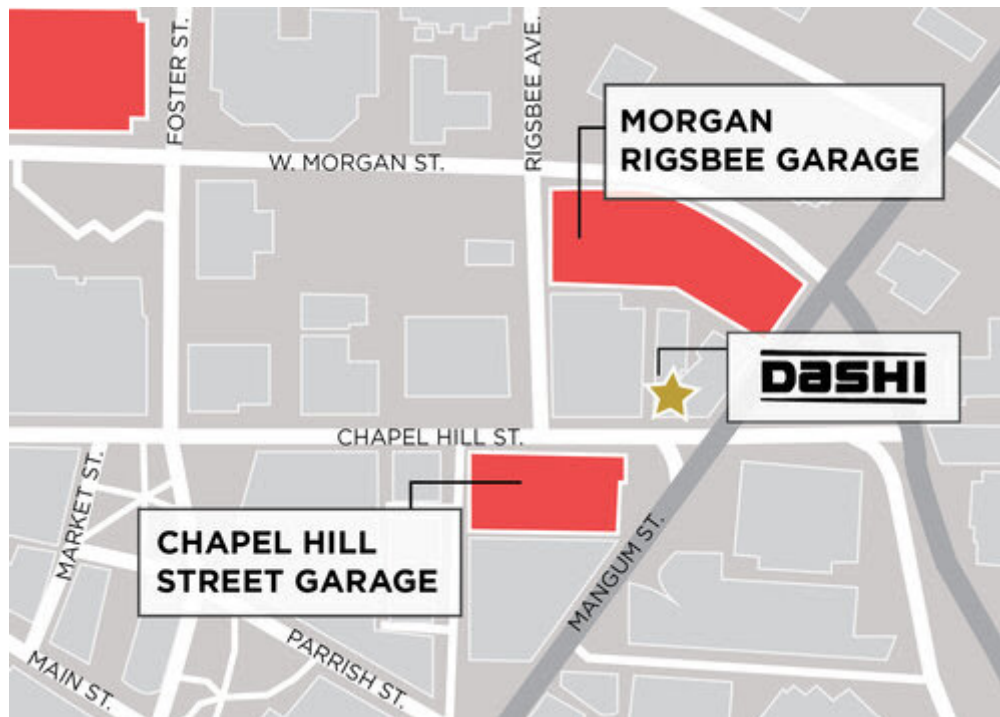 FOSTER ST.
RIGSBEE AVE.
MORGAN
RIGSBEE GARAGE
W. MORGAN ST.
DaSHI
CHAPEL HILL ST.
MARKET ST.
CHAPEL HILL
STREET GARAGE
MANGUM ST.
PARRISH ST.
MAIN ST.